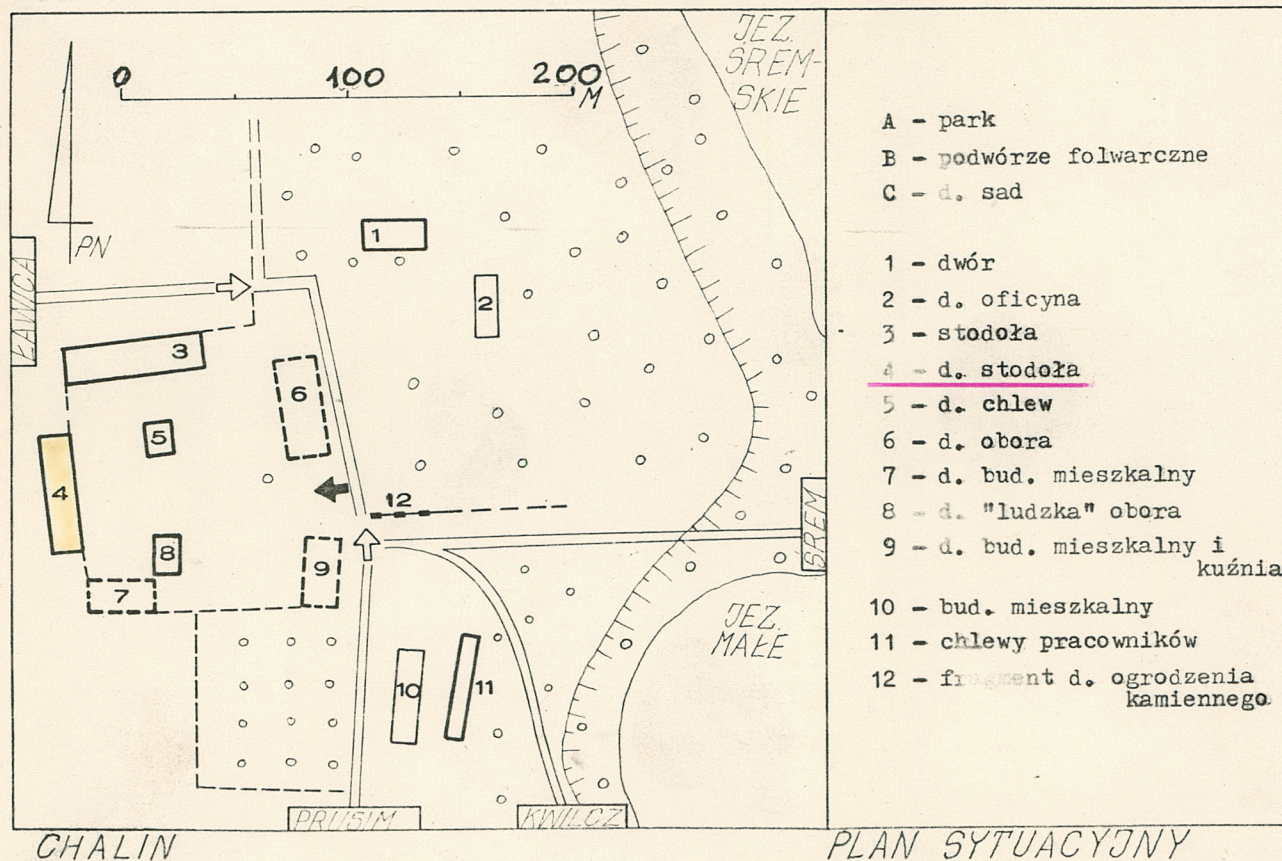 0 100 200
M
JEZ.
ŚREM-
SKIE
PN
ŁAWICA
1
2
3
6
5
4
12
8
9
7
ŚREM
JEZ.
MAŁE
10
11
PRUSIM
KWILCZ
A - park
B - podwórze folwarczne
C - d. sad
1 - dwór
2 - d. oficyna
3 - stodoła
4 - d. stodoła
5 - d. chlew
6 - d. obora
7 - d. bud. mieszkalny
8 - d. "ludzka" obora
9 - d. bud. mieszkalny i
kuźnia
10 - bud. mieszkalny
11 - chlewy pracowników
12 - fragment d. ogrodzenia
kamiennego
CHALIN
PLAN SYTUACYJNY